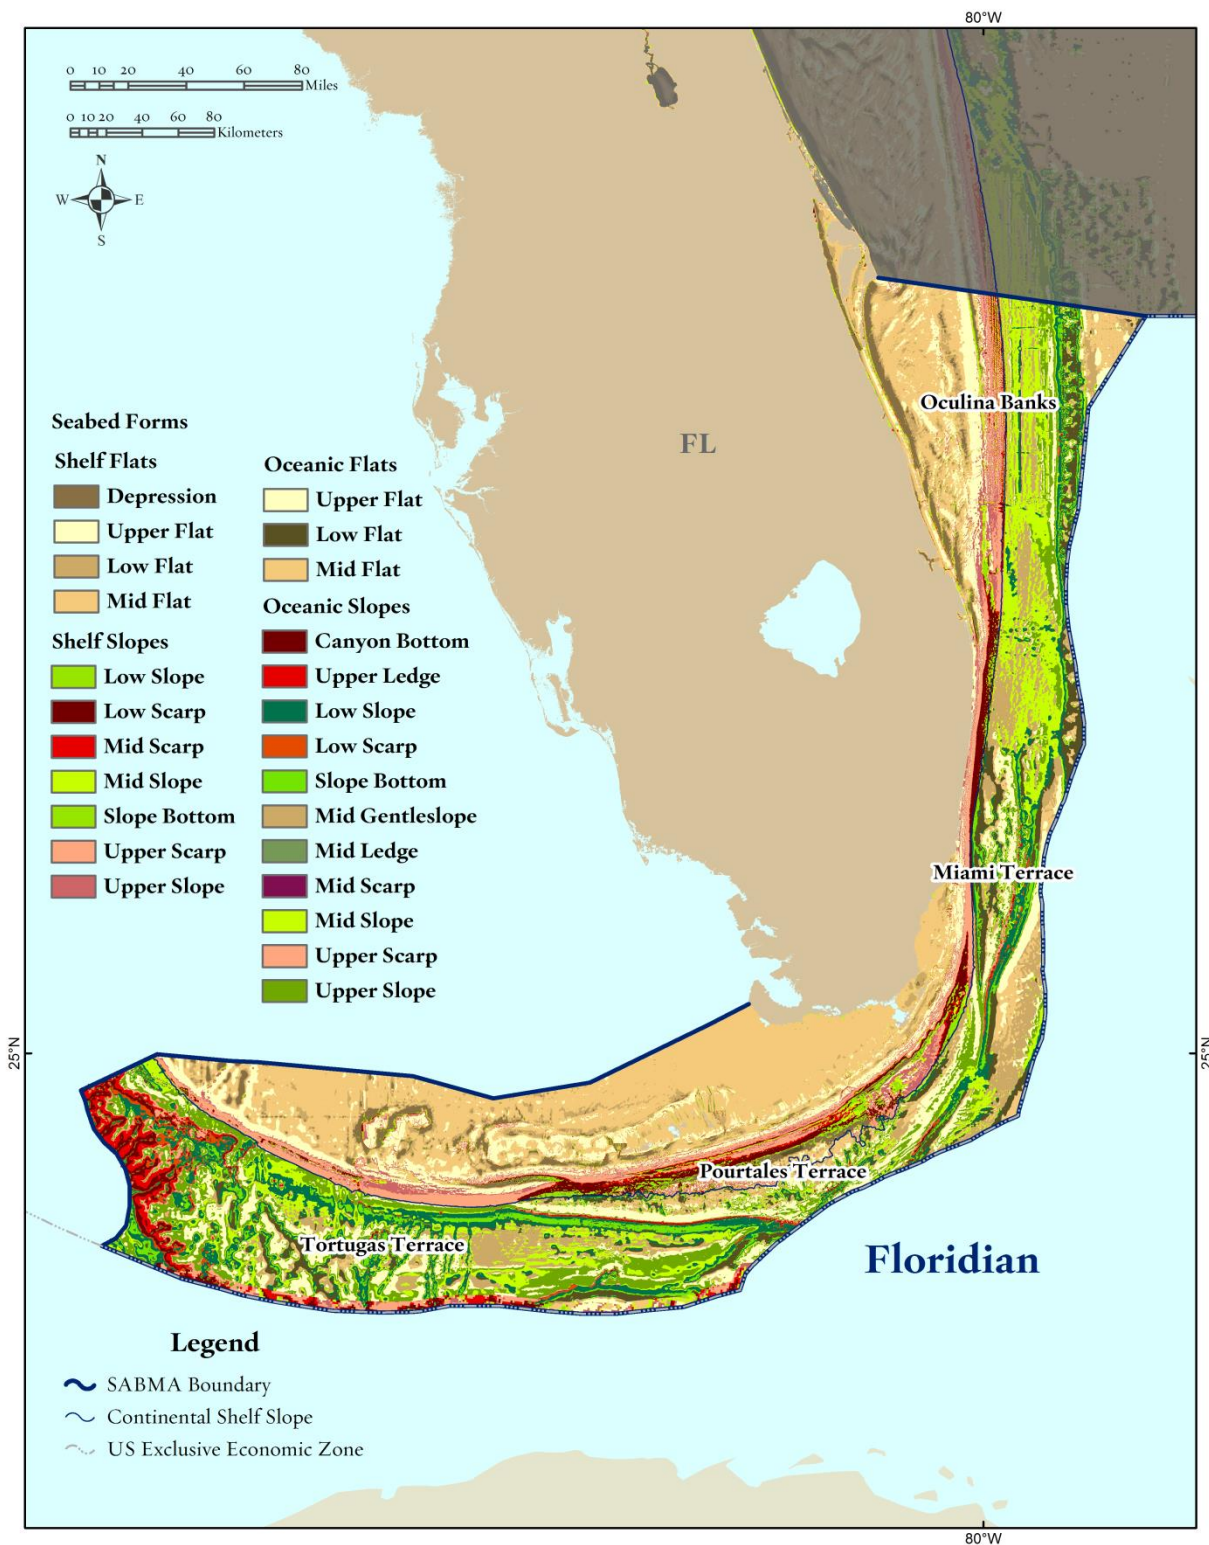 80°W
0 10 20 40 60 80 Miles
0 10 20 40 60 80 Kilometers
N
W E
S
Oculina Banks
FL
Seabed Forms
Shelf Flats
Depression
Upper Flat
Low Flat
Mid Flat
Shelf Slopes
Low Slope
Low Scarp
Mid Scarp
Mid Slope
Slope Bottom
Upper Scarp
Upper Slope
Oceanic Flats
Upper Flat
Low Flat
Mid Flat
Oceanic Slopes
Canyon Bottom
Upper Ledge
Low Slope
Low Scarp
Slope Bottom
Mid Gentleslope
Mid Ledge
Mid Scarp
Mid Slope
Upper Scarp
Upper Slope
Miami Terrace
25°N
25°N
Pourtales Terrace
Tortugas Terrace
Floridian
Legend
SABMA Boundary
Continental Shelf Slope
US Exclusive Economic Zone
80°W